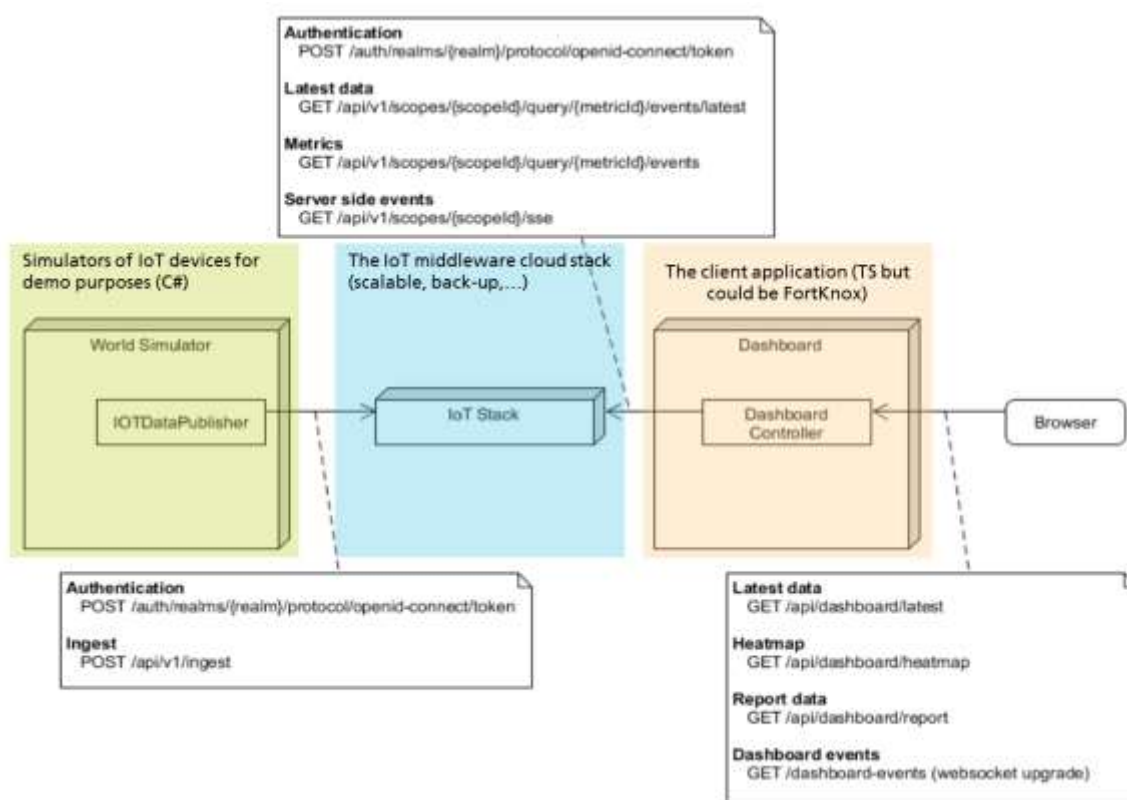 Authentication
POST /auth/realms/{realm}/protocol/openid-connect/token
Latest data
GET /api/v1/scopes/{scopeId}/query/{metricId}/events/latest
Metrics
GET /api/v1/scopes/{scopeId}/query/{metricId}/events
Server side events
GET /api/v1/scopes/{scopeId}/sse
Simulators of IoT devices for
demo purposes (C#)
The IoT middleware cloud stack
(scalable, back-up,...)
The client application (TS but
could be FortKnox)
World Simulator
IOTDataPublisher
IoT Stack
Dashboard
Dashboard
Controller
Browser
Authentication
POST /auth/realms/{realm}/protocol/openid-connect/token
Ingest
POST /api/v1/ingest
Latest data
GET /api/dashboard/latest
Heatmap
GET /api/dashboard/heatmap
Report data
GET /api/dashboard/report
Dashboard events
GET /dashboard-events (websocket upgrade)